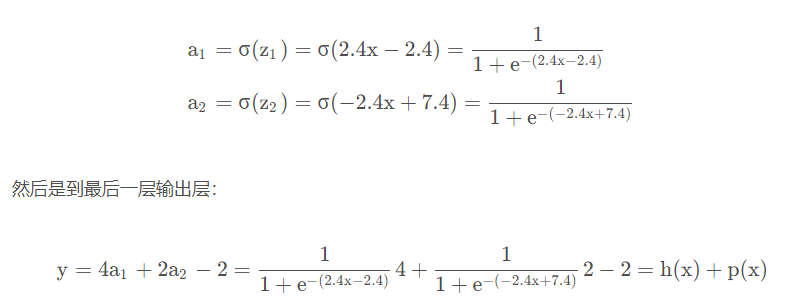 a₁ = σ(z₁) = σ(2.4x − 2.4) = 1 / (1 + e^−(2.4x−2.4))
a₂ = σ(z₂) = σ(−2.4x + 7.4) = 1 / (1 + e^−(−2.4x+7.4))
然后是到最后一层输出层：
y = 4a₁ + 2a₂ − 2 = 1 / (1 + e^−(2.4x−2.4)) 4 + 1 / (1 + e^−(−2.4x+7.4)) 2 − 2 = h(x) + p(x)